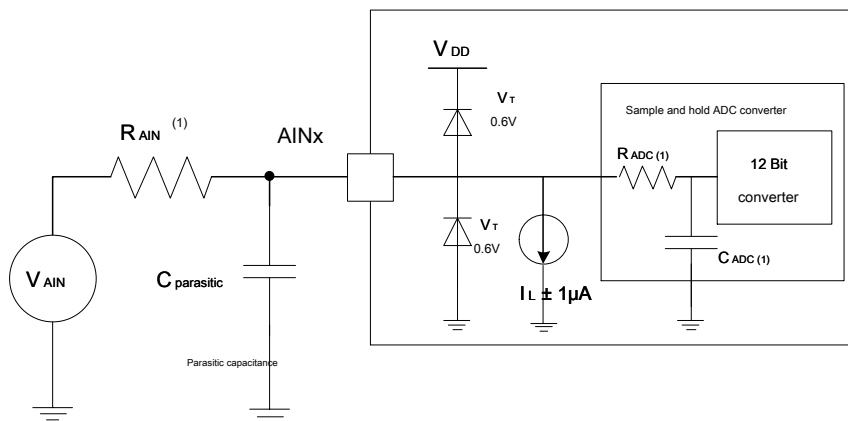 V DD
V T
0.6V
Sample and hold ADC converter
R AIN (1)
AINx
R ADC (1)
12 Bit
converter
V T
0.6V
C ADC (1)
V AIN
C parasitic
I L ± 1µA
Parasitic capacitance